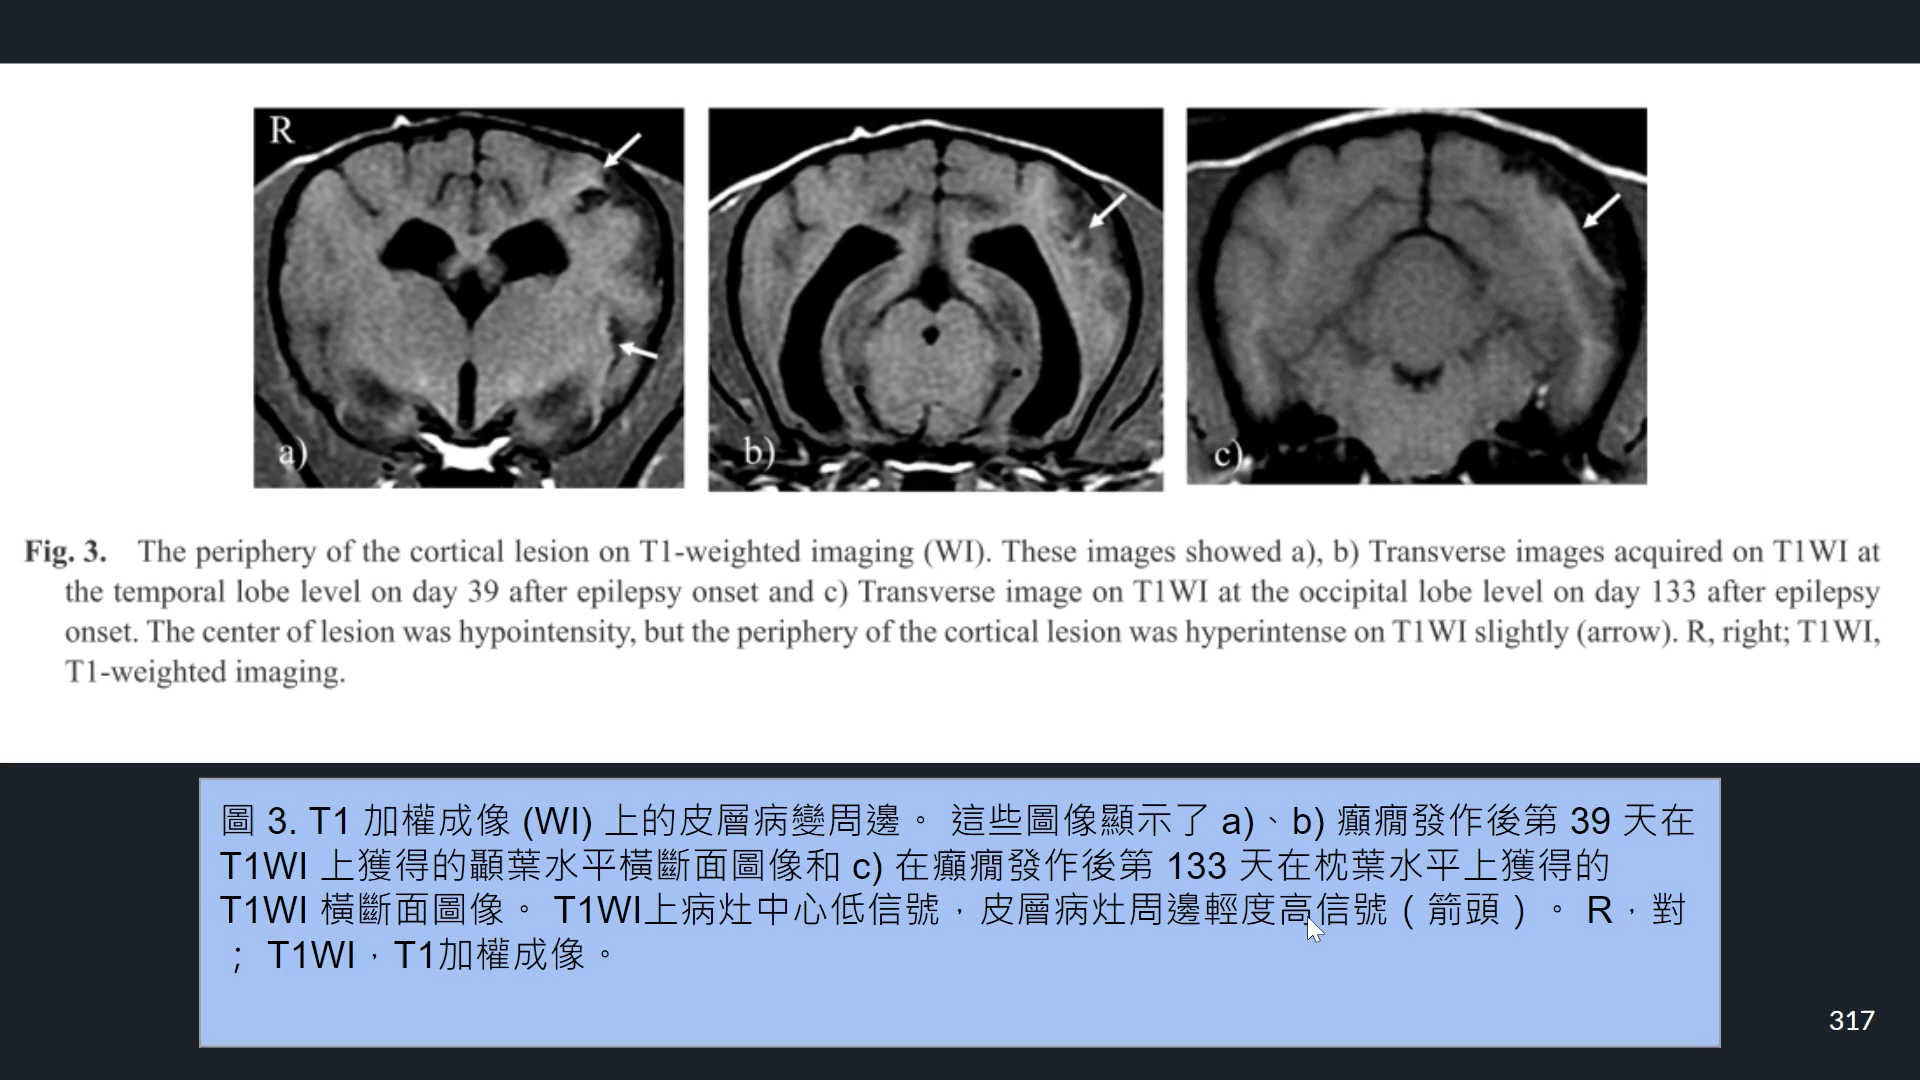 R
a)
b)
c)
Fig. 3. The periphery of the cortical lesion on T1-weighted imaging (WI). These images showed a), b) Transverse images acquired on T1WI at
the temporal lobe level on day 39 after epilepsy onset and c) Transverse image on T1WI at the occipital lobe level on day 133 after epilepsy
onset. The center of lesion was hypointensity, but the periphery of the cortical lesion was hyperintense on T1WI slightly (arrow). R, right; T1WI,
T1-weighted imaging.
圖 3. T1 加權成像 (WI) 上的皮層病變周邊。 這些圖像顯示了 a)、b) 癲癇發作後第 39 天在
T1WI 上獲得的顳葉水平橫斷面圖像和 c) 在癲癇發作後第 133 天在枕葉水平上獲得的
T1WI 橫斷面圖像。 T1WI上病灶中心低信號，皮層病灶周邊輕度高信號（箭頭）。 R，對
； T1WI，T1加權成像。
317